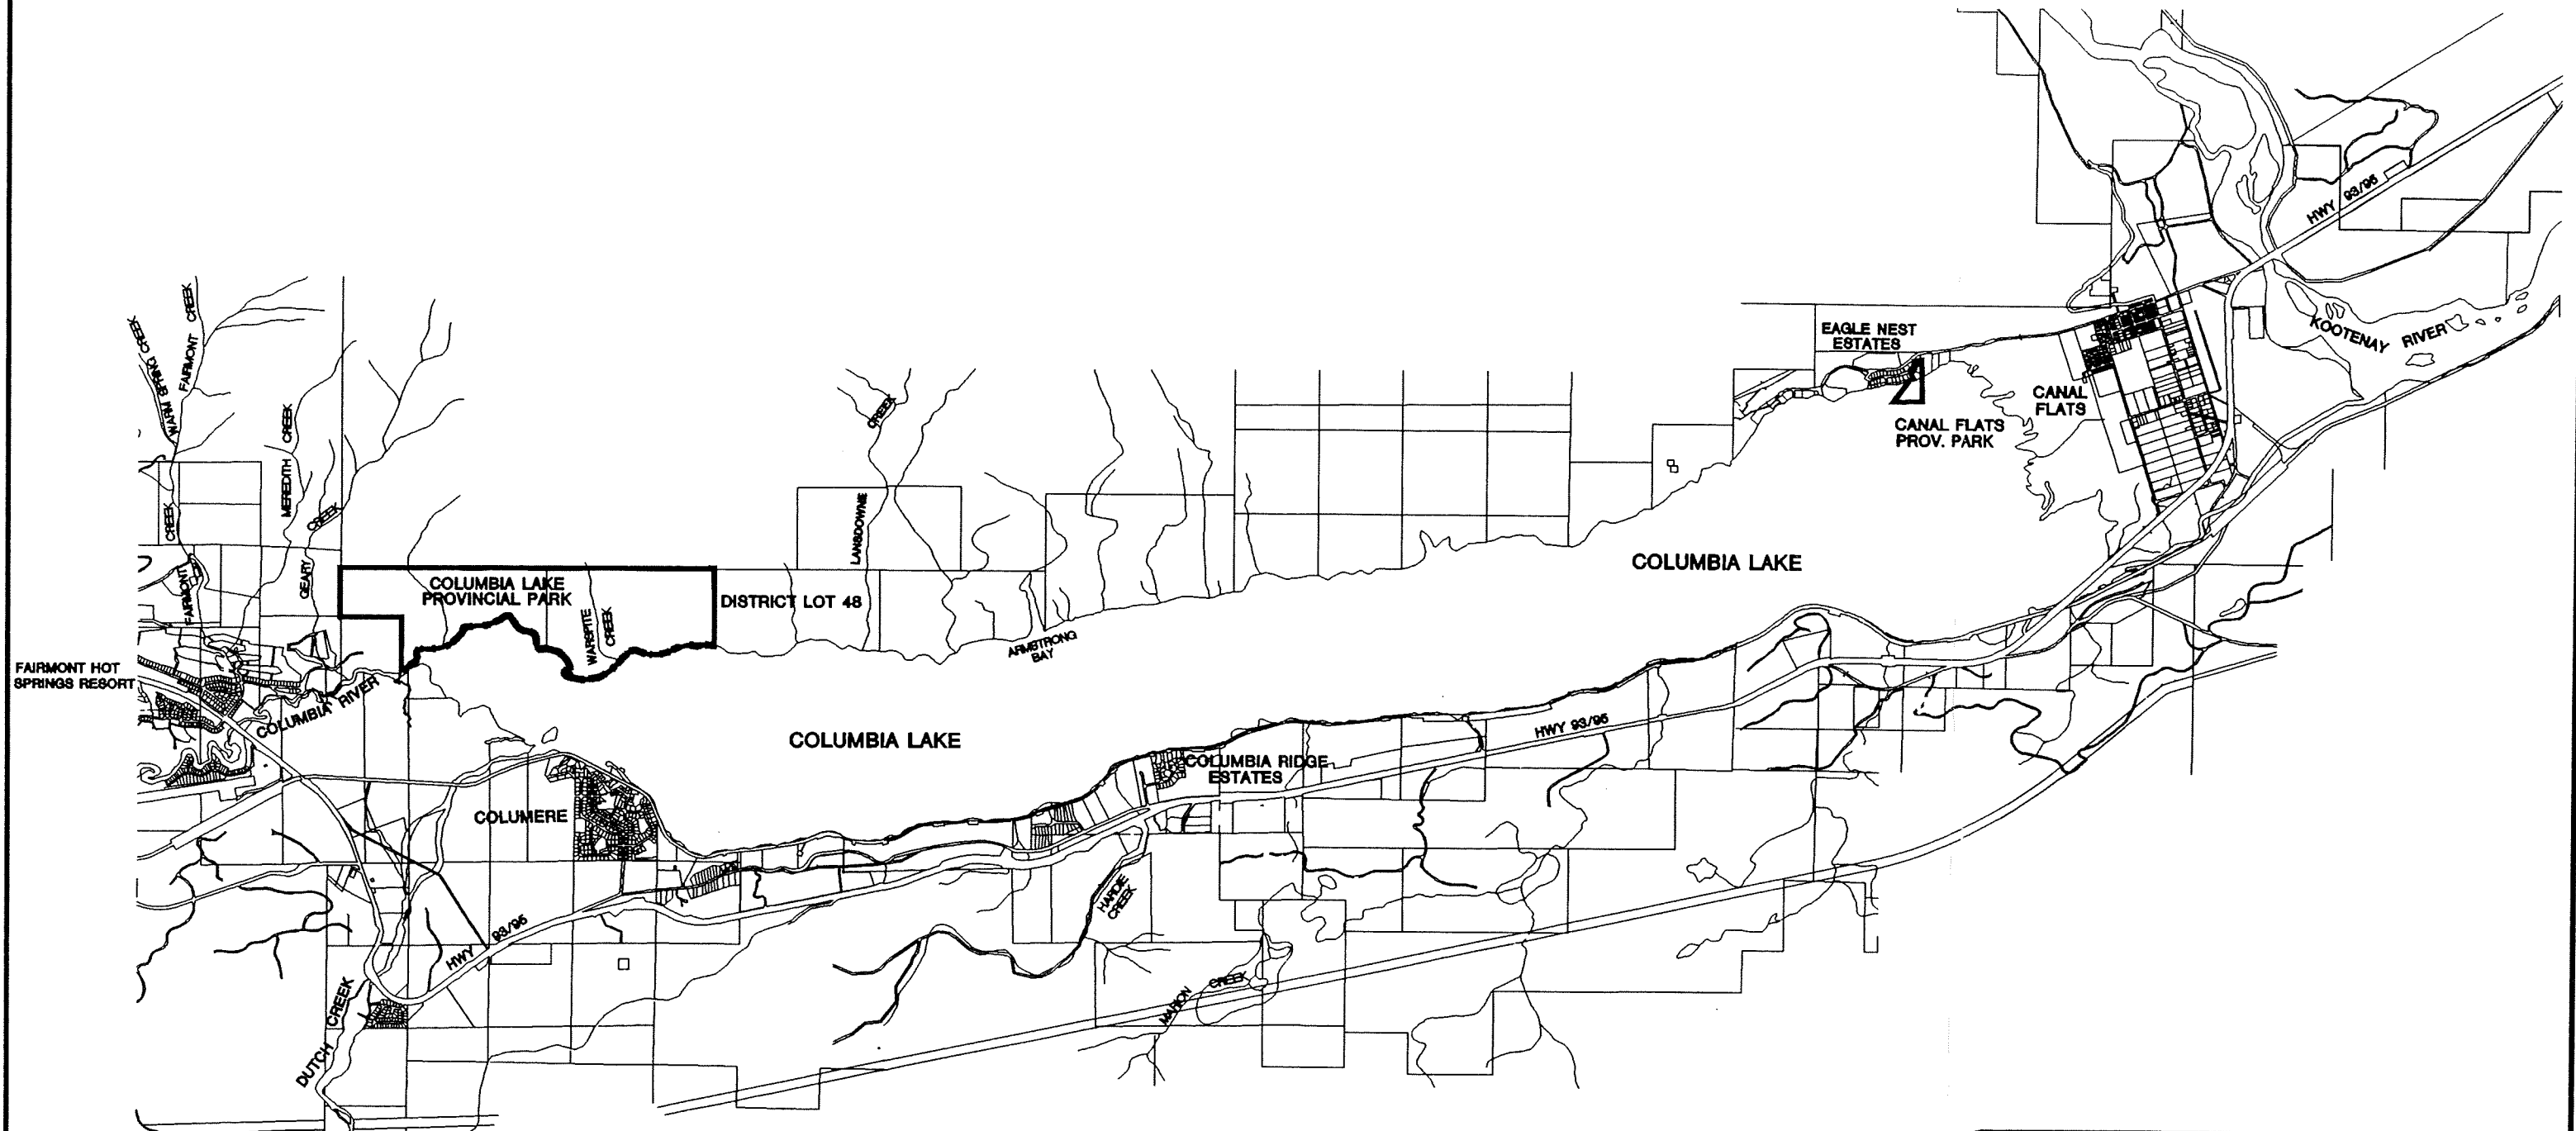 HWY 93/95
WARM SPRING CREEK
FAIRMONT CREEK
KOOTENAY RIVER
EAGLE NEST
ESTATES
CANAL
FLATS
CANAL FLATS
PROV. PARK
MEREDITH CREEK
CREEK
CREEK
CREEK
LANSDOWNE
FAIRMONT
GEARY
COLUMBIA LAKE
PROVINCIAL PARK
DISTRICT LOT 48
WARSPITE
CREEK
ARMSTRONG
BAY
COLUMBIA LAKE
FAIRMONT HOT
SPRINGS RESORT
COLUMBIA RIVER
COLUMBIA LAKE
HWY 93/95
COLUMBIA RIDGE
ESTATES
COLUMERE
HARDIE
CREEK
HWY 93/95
MARION CREEK
DUTCH CREEK